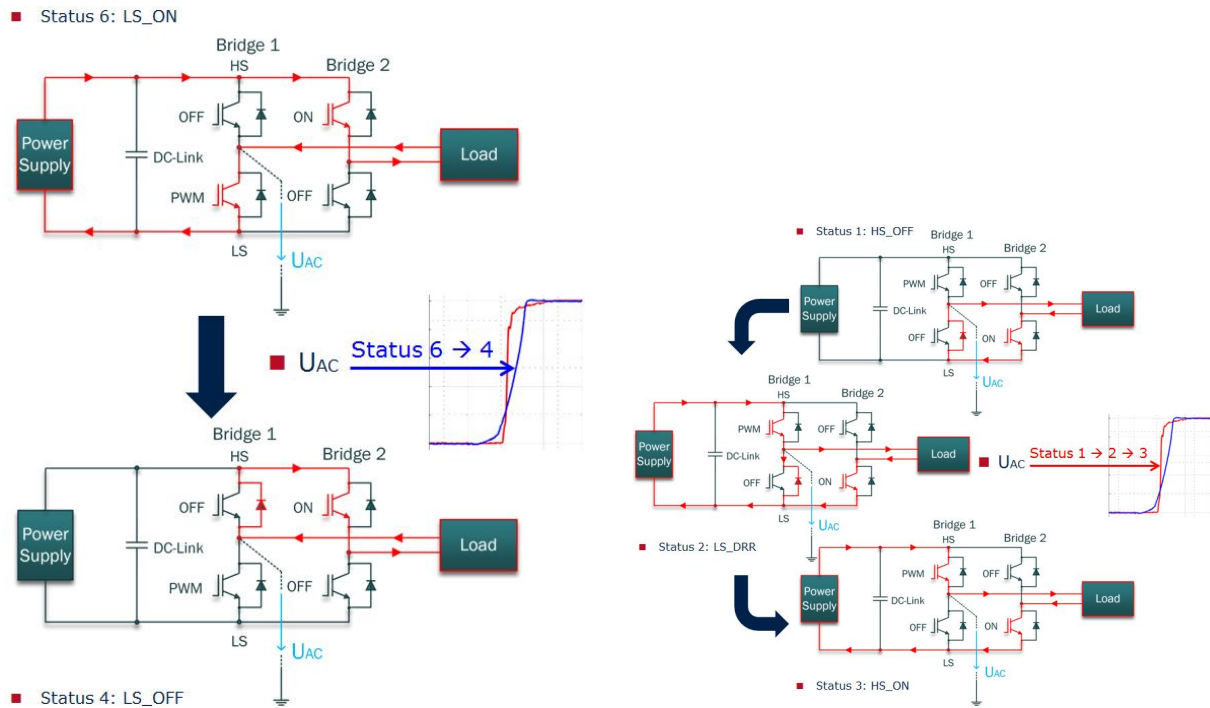 Status 6: LS_ON
Bridge 1
HS
Bridge 2
OFF
ON
Power
Supply
DC-Link
Load
PWM
OFF
LS
UAC
UAC
Status 6 → 4
Bridge 1
HS
Bridge 2
OFF
ON
Power
Supply
DC-Link
Load
PWM
OFF
LS
UAC
Status 4: LS_OFF
Status 1: HS_OFF
Bridge 1
HS
Bridge 2
PWM
OFF
Power
Supply
DC-Link
Load
OFF
ON
LS
UAC
Bridge 1
HS
Bridge 2
PWM
OFF
Power
Supply
DC-Link
Load
OFF
ON
LS
UAC
UAC
Status 1 → 2 → 3
Status 2: LS_DRR
Bridge 1
HS
Bridge 2
PWM
OFF
Power
Supply
DC-Link
Load
OFF
ON
LS
UAC
Status 3: HS_ON